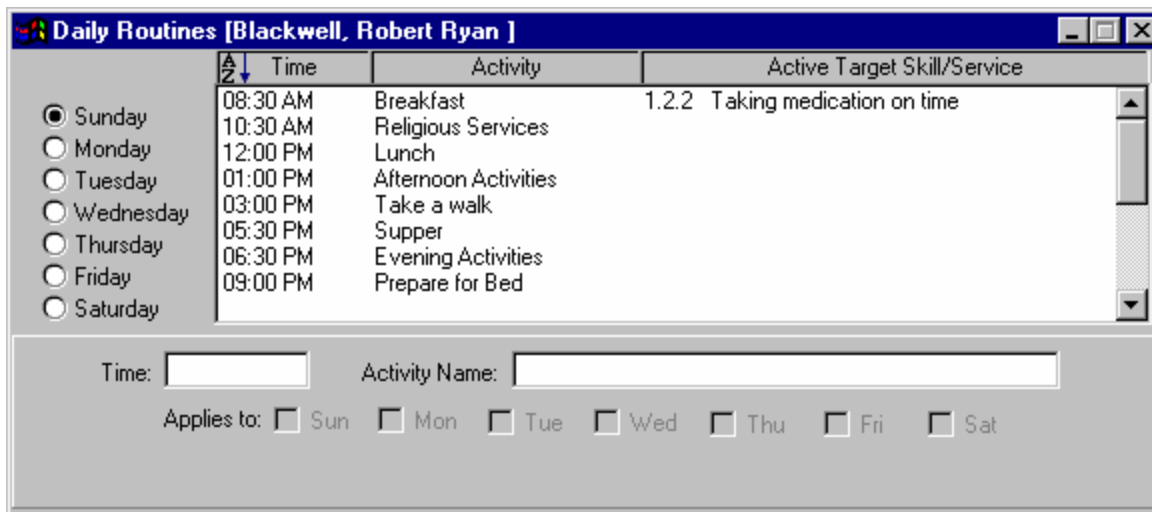 Daily Routines [Blackwell, Robert Ryan ]
A Z Time Activity Active Target Skill/Service
Sunday
Monday
Tuesday
Wednesday
Thursday
Friday
Saturday
08:30 AM Breakfast 1.2.2 Taking medication on time
10:30 AM Religious Services
12:00 PM Lunch
01:00 PM Afternoon Activities
03:00 PM Take a walk
05:30 PM Supper
06:30 PM Evening Activities
09:00 PM Prepare for Bed
Time: Activity Name:
Applies to: Sun Mon Tue Wed Thu Fri Sat